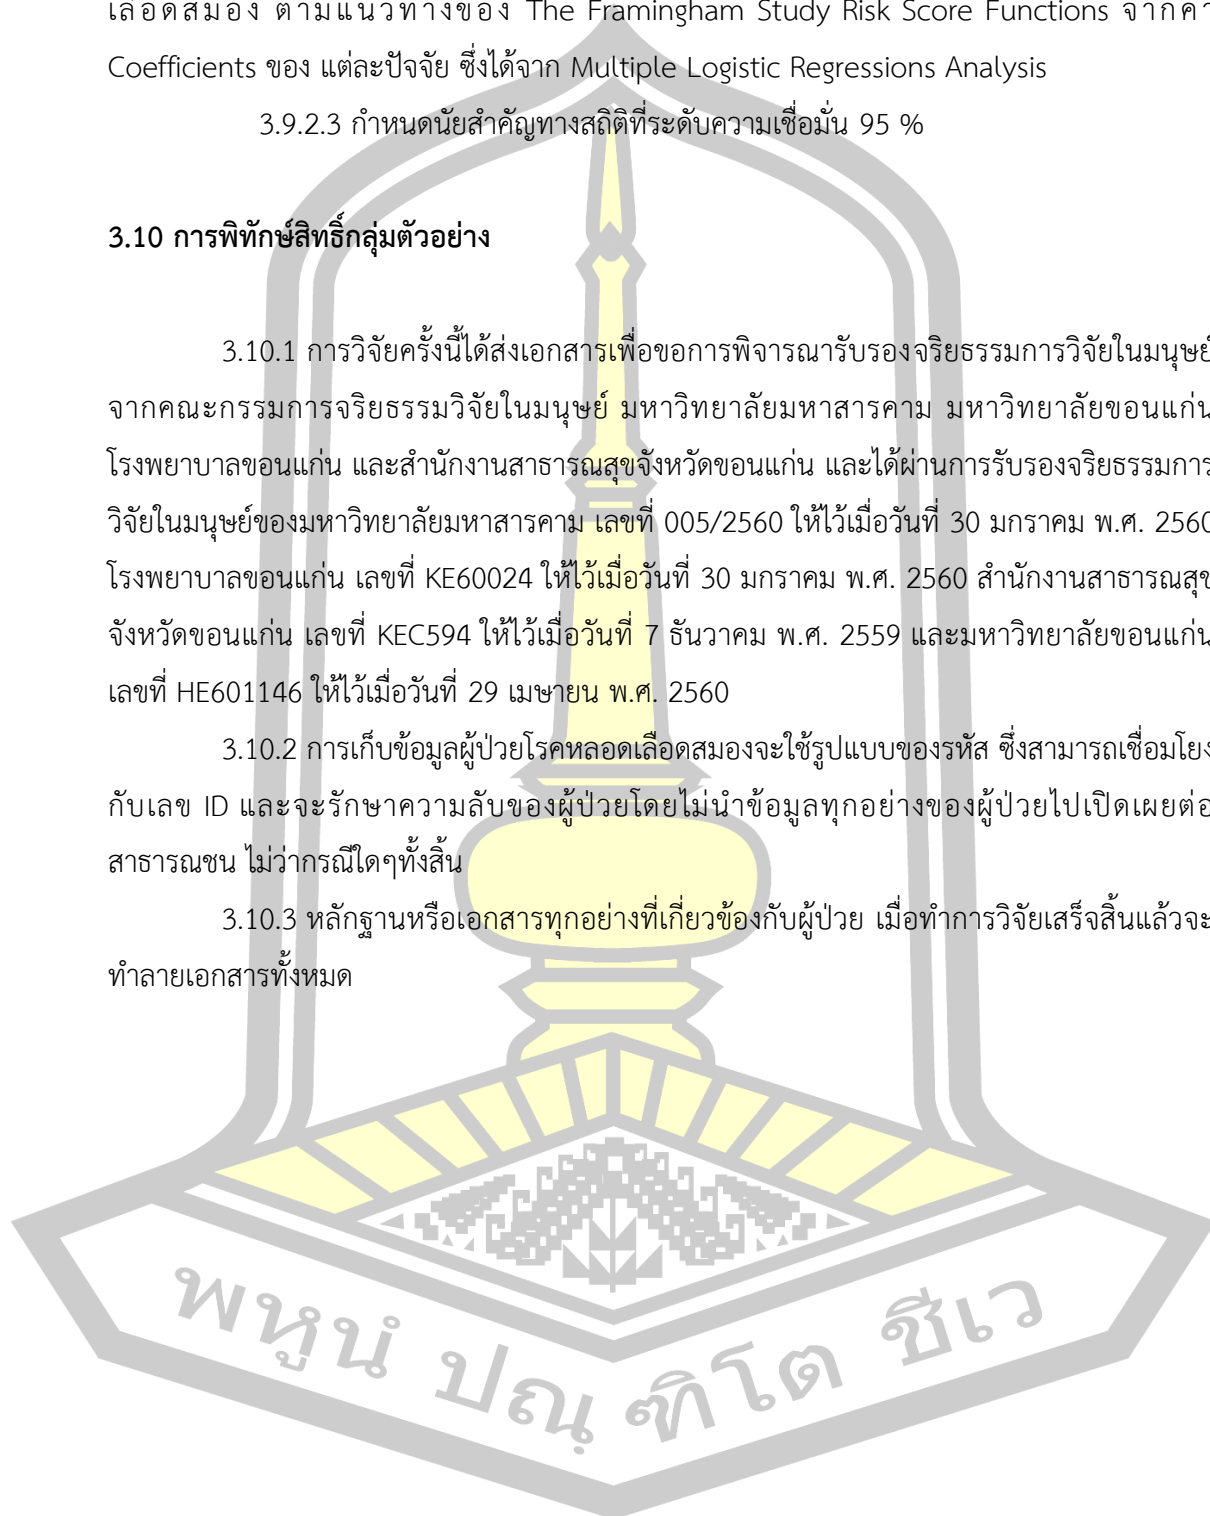 เลือดสมอง ตามแนวทางของ The Framingham Study Risk Score Functions จากค่า
Coefficients ของ แต่ละปัจจัย ซึ่งได้จาก Multiple Logistic Regressions Analysis
3.9.2.3 กำหนดนัยสำคัญทางสถิติที่ระดับความเชื่อมั่น 95 %
3.10 การพิทักษ์สิทธิ์กลุ่มตัวอย่าง
3.10.1 การวิจัยครั้งนี้ได้ส่งเอกสารเพื่อขอการพิจารณารับรองจริยธรรมการวิจัยในมนุษย์
จากคณะกรรมการจริยธรรมวิจัยในมนุษย์ มหาวิทยาลัยมหาสารคาม มหาวิทยาลัยขอนแก่น
โรงพยาบาลขอนแก่น และสำนักงานสาธารณสุขจังหวัดขอนแก่น และได้ผ่านการรับรองจริยธรรมการ
วิจัยในมนุษย์ของมหาวิทยาลัยมหาสารคาม เลขที่ 005/2560 ให้ไว้เมื่อวันที่ 30 มกราคม พ.ศ. 2560
โรงพยาบาลขอนแก่น เลขที่ KE60024 ให้ไว้เมื่อวันที่ 30 มกราคม พ.ศ. 2560 สำนักงานสาธารณสุข
จังหวัดขอนแก่น เลขที่ KEC594 ให้ไว้เมื่อวันที่ 7 ธันวาคม พ.ศ. 2559 และมหาวิทยาลัยขอนแก่น
เลขที่ HE601146 ให้ไว้เมื่อวันที่ 29 เมษายน พ.ศ. 2560
3.10.2 การเก็บข้อมูลผู้ป่วยโรคหลอดเลือดสมองจะใช้รูปแบบของรหัส ซึ่งสามารถเชื่อมโยง
กับเลข ID และจะรักษาความลับของผู้ป่วยโดยไม่นำข้อมูลทุกอย่างของผู้ป่วยไปเปิดเผยต่อ
สาธารณชน ไม่ว่ากรณีใดๆทั้งสิ้น
3.10.3 หลักฐานหรือเอกสารทุกอย่างที่เกี่ยวข้องกับผู้ป่วย เมื่อทำการวิจัยเสร็จสิ้นแล้วจะ
ทำลายเอกสารทั้งหมด
พหูนํ ปณฺ ฑิโต ชีเว